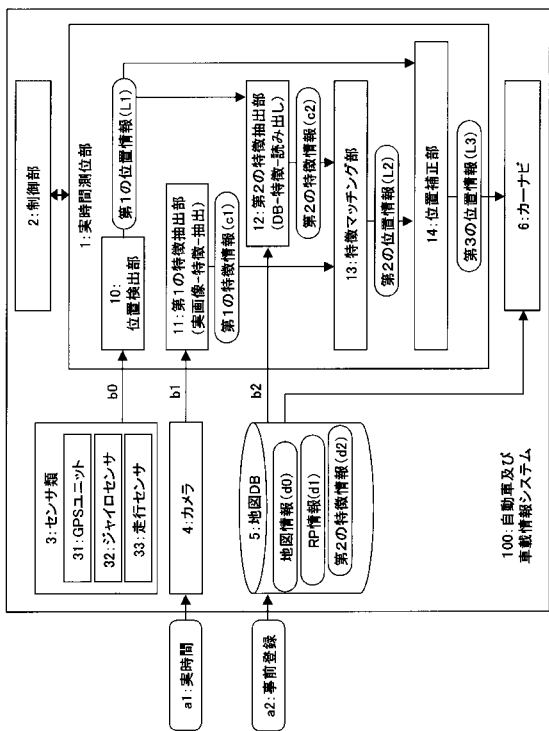 2:制御部
1:実時間測位部
第1の位置情報(L1)
10:
位置検出部
11:第1の特徴抽出部
(実画像-特徴-抽出)
第1の特徴情報(c1)
12:第2の特徴抽出部
(DB-特徴-読み出し)
第2の特徴情報(c2)
13:特徴マッチング部
第2の位置情報(L2)
14:位置補正部
第3の位置情報(L3)
6:カーナビ
b0
b1
b2
3:センサ類
31:GPSユニット
32:ジャイロセンサ
33:走行センサ
4:カメラ
5:地図DB
地図情報(d0)
RP情報(d1)
第2の特徴情報(d2)
a1:実時間
a2:事前登録
100:自動車及び
車載情報システム